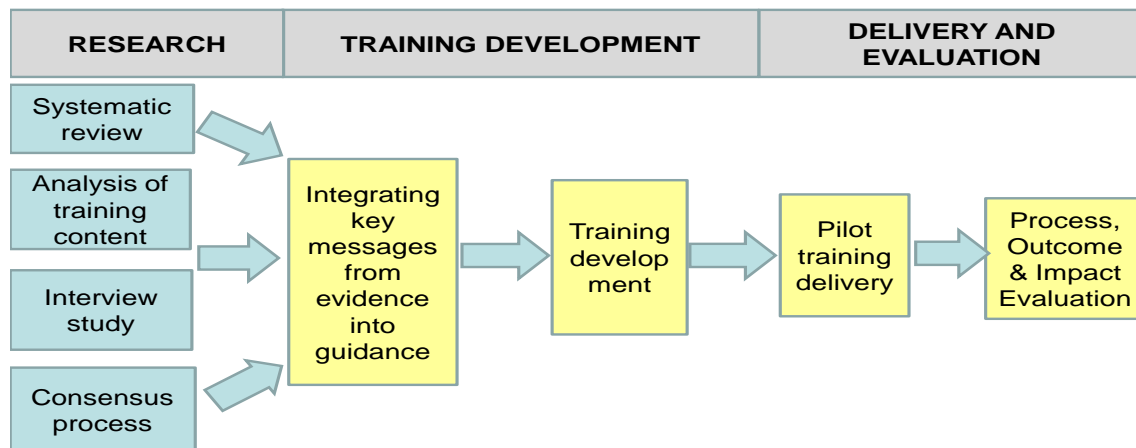 RESEARCH
TRAINING DEVELOPMENT
DELIVERY AND
EVALUATION
Systematic
review
Analysis of
training
content
Interview
study
Consensus
process
Integrating
key
messages
from
evidence
into
guidance
Training
develop
ment
Pilot
training
delivery
Process,
Outcome
& Impact
Evaluation